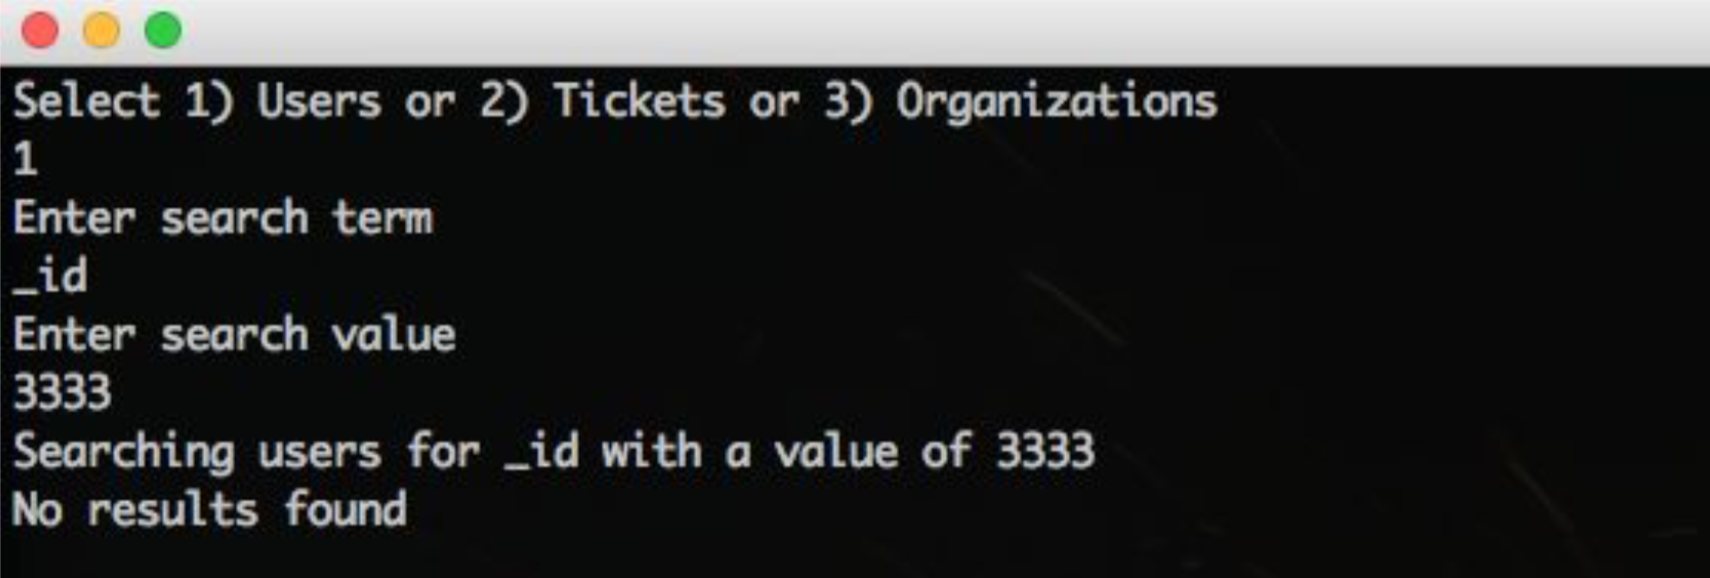 Select 1) Users or 2) Tickets or 3) Organizations
1
Enter search term
_id
Enter search value
3333
Searching users for _id with a value of 3333
No results found